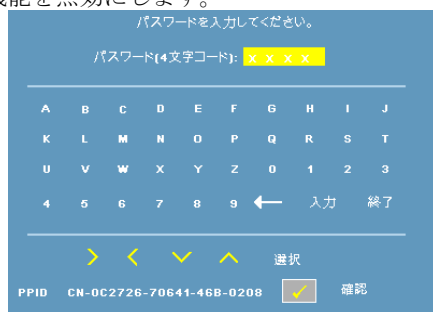 能を無効にします。
パスワードを入力してください。
パスワード(4文字コード): X X X X
A B C D E F G H I J
K L M N O P Q R S T
U V W X Y Z 0 1 2 3
4 5 6 7 8 9 ← 入力 終了
> < ∨ ∧ 選択
PPID CN-0C2726-70641-46B-0208 ✓ 確認